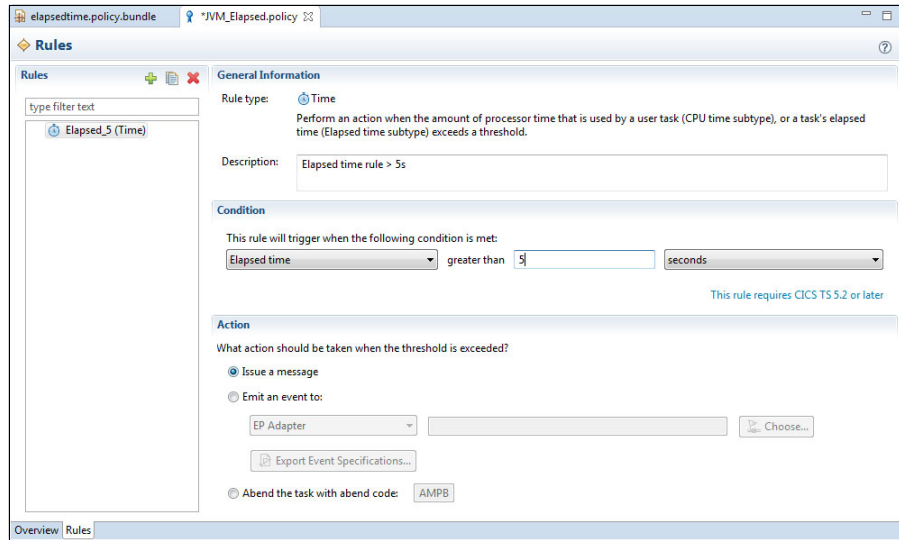 elapsedtime.policy.bundle
*JVM_Elapsed.policy
Rules
Rules
type filter text
Elapsed_5 (Time)
General Information
Rule type: Time
Perform an action when the amount of processor time that is used by a user task (CPU time subtype), or a task's elapsed
time (Elapsed time subtype) exceeds a threshold.
Description: Elapsed time rule > 5s
Condition
This rule will trigger when the following condition is met:
Elapsed time greater than 5 seconds
This rule requires CICS TS 5.2 or later
Action
What action should be taken when the threshold is exceeded?
Issue a message
Emit an event to:
EP Adapter Choose...
Export Event Specifications...
Abend the task with abend code: AMPB
Overview Rules